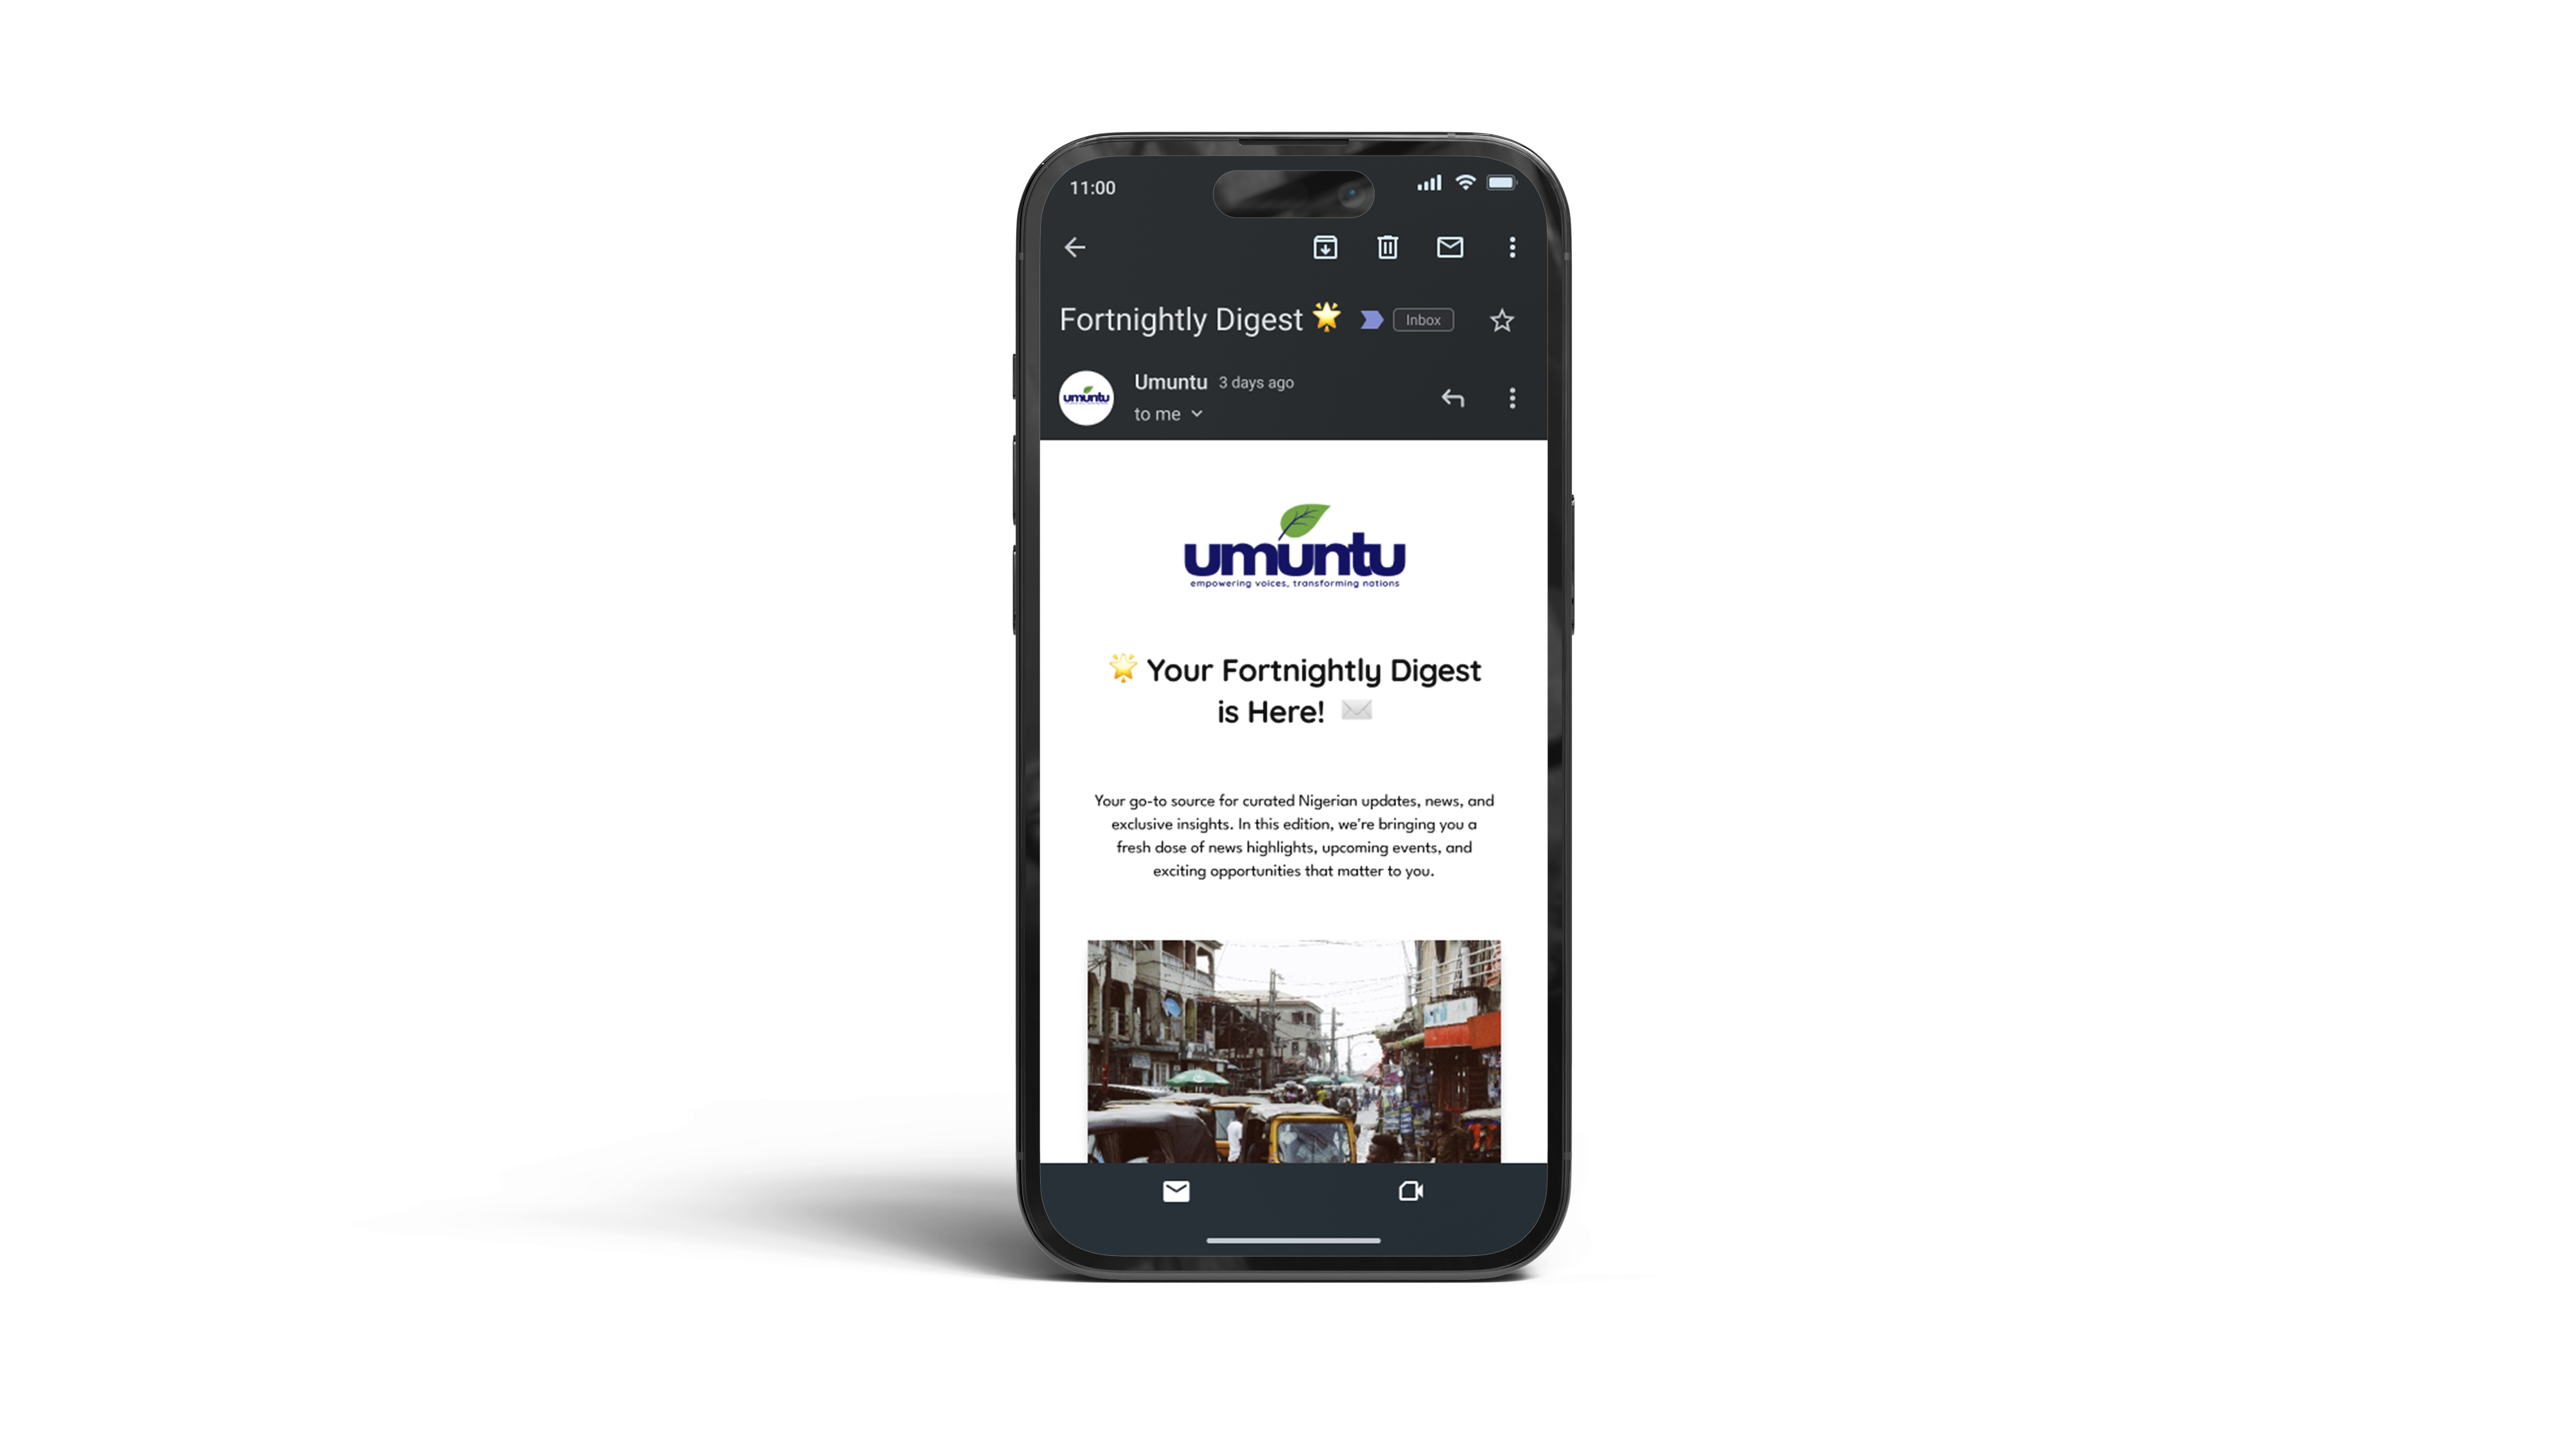 11:00
Fortnightly Digest 🌟 Inbox
umuntu
Umuntu 3 days ago
to me
umuntu
empowering voices, transforming nations
🌟 Your Fortnightly Digest
is Here! ✉️
Your go-to source for curated Nigerian updates, news, and
exclusive insights. In this edition, we're bringing you a
fresh dose of news highlights, upcoming events, and
exciting opportunities that matter to you.